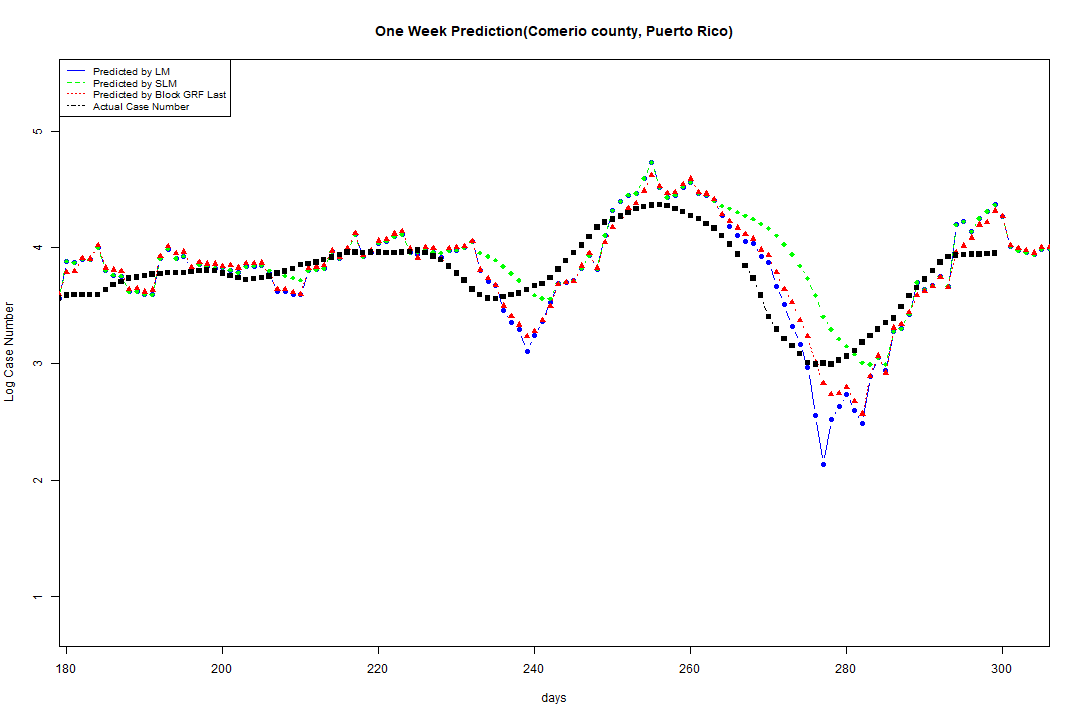 One Week Prediction(Comerio county, Puerto Rico)
Predicted by LM
Predicted by SLM
Predicted by Block GRF Last
Actual Case Number
5
4
3
2
1
Log Case Number
180 200 220 240 260 280 300
days